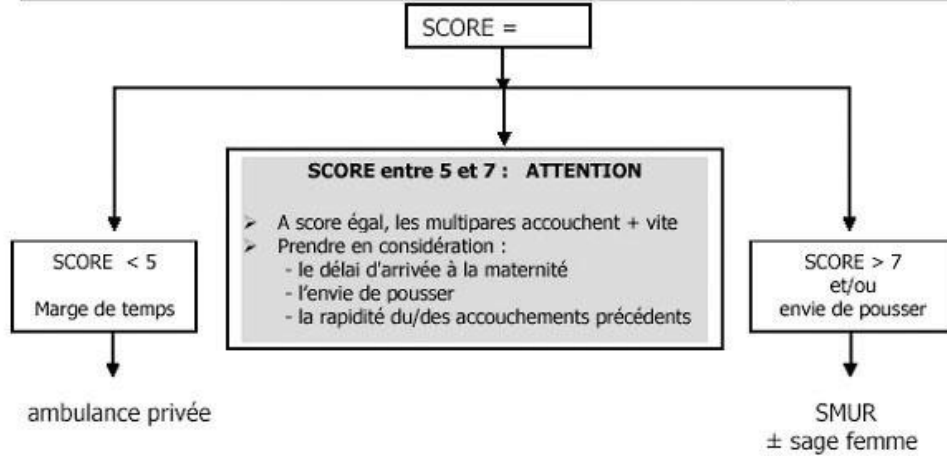 SCORE =
SCORE entre 5 et 7 : ATTENTION
➢ A score égal, les multipares accouchent + vite
➢ Prendre en considération :
- le délai d'arrivée à la maternité
- l'envie de pousser
- la rapidité du/des accouchements précédents
SCORE < 5
Marge de temps
SCORE > 7
et/ou
envie de pousser
ambulance privée
SMUR
± sage femme